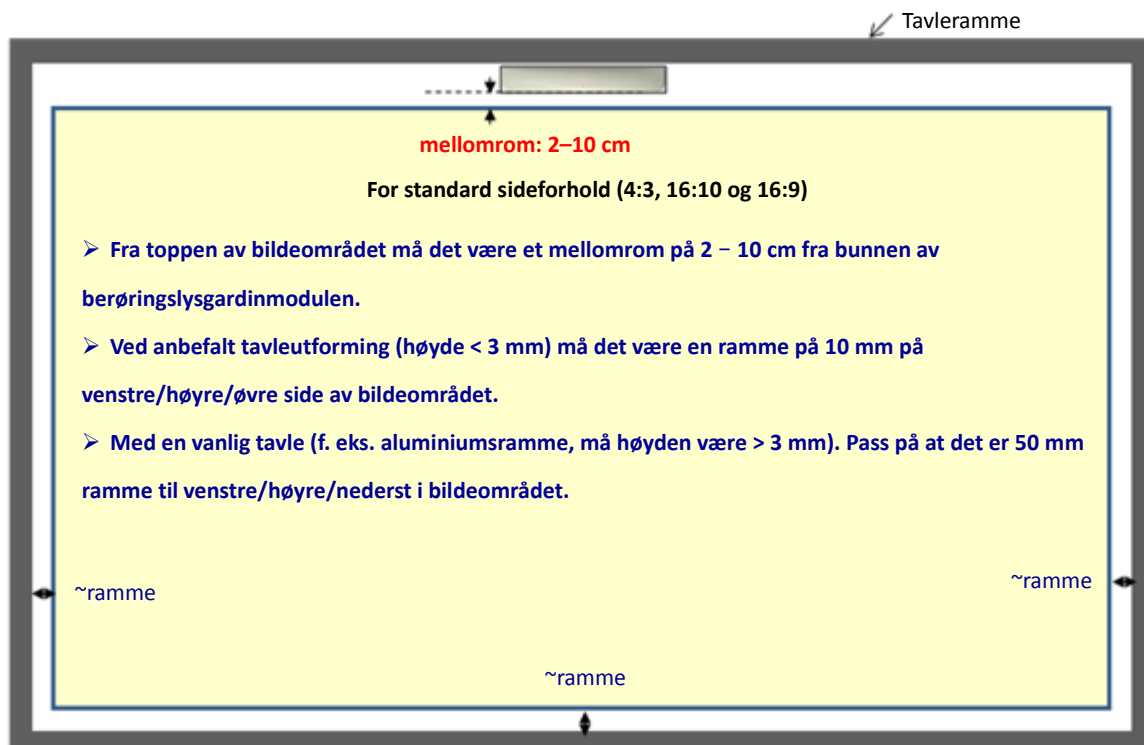 Tavleramme
mellomrom: 2–10 cm
For standard sideforhold (4:3, 16:10 og 16:9)
➢ Fra toppen av bildeområdet må det være et mellomrom på 2 – 10 cm fra bunnen av
berøringslysgardinmodulen.
➢ Ved anbefalt tavleutforming (høyde < 3 mm) må det være en ramme på 10 mm på
venstre/høyre/øvre side av bildeområdet.
➢ Med en vanlig tavle (f. eks. aluminiumsramme, må høyden være > 3 mm). Pass på at det er 50 mm
ramme til venstre/høyre/nederst i bildeområdet.
~ramme
~ramme
~ramme